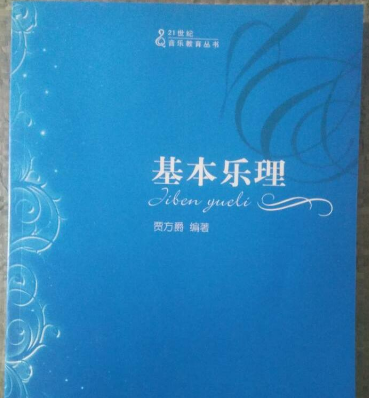 21世纪
音乐教育丛书
基本乐理
Jiben yueli
贾方爵 编著